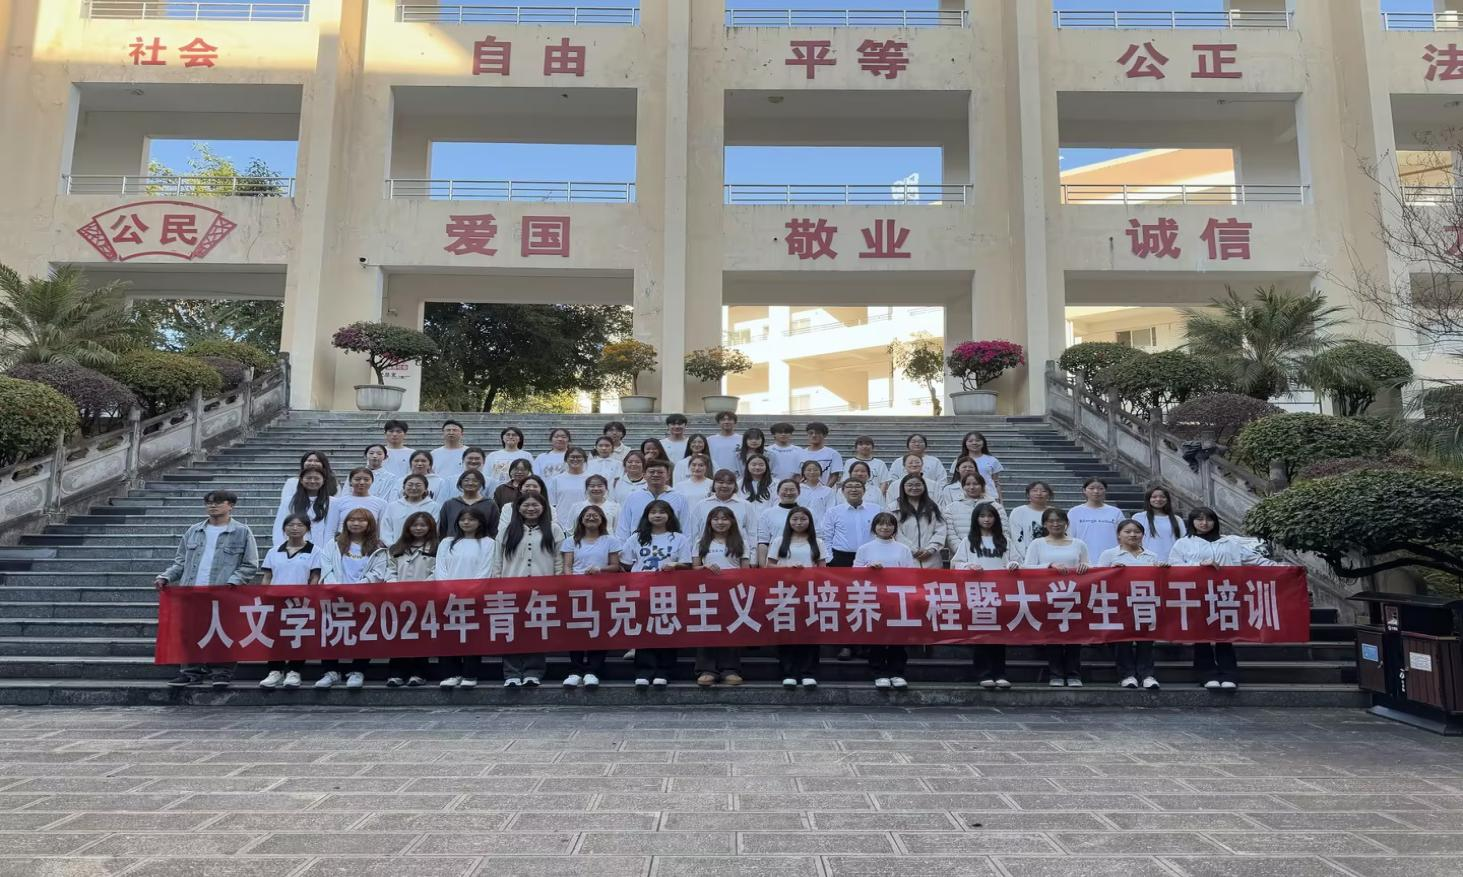 社会 自由 平等 公正 法
公民 爱国 敬业 诚信
人文学院2024年青年马克思主义者培养工程暨大学生骨干培训